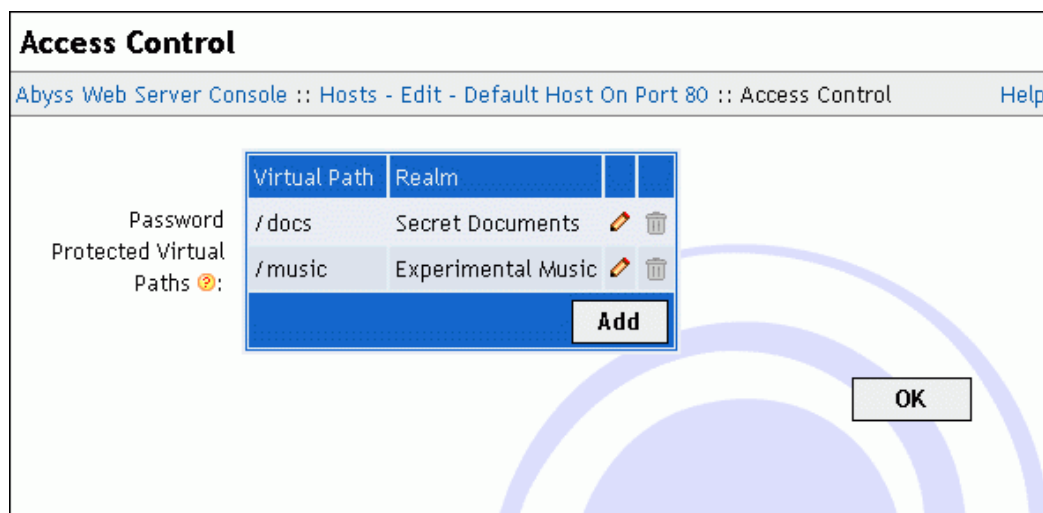 Access Control
Abyss Web Server Console :: Hosts - Edit - Default Host On Port 80 :: Access Control Help
Virtual Path Realm
Password Protected Virtual Paths ?:
/docs Secret Documents
/music Experimental Music
Add
OK